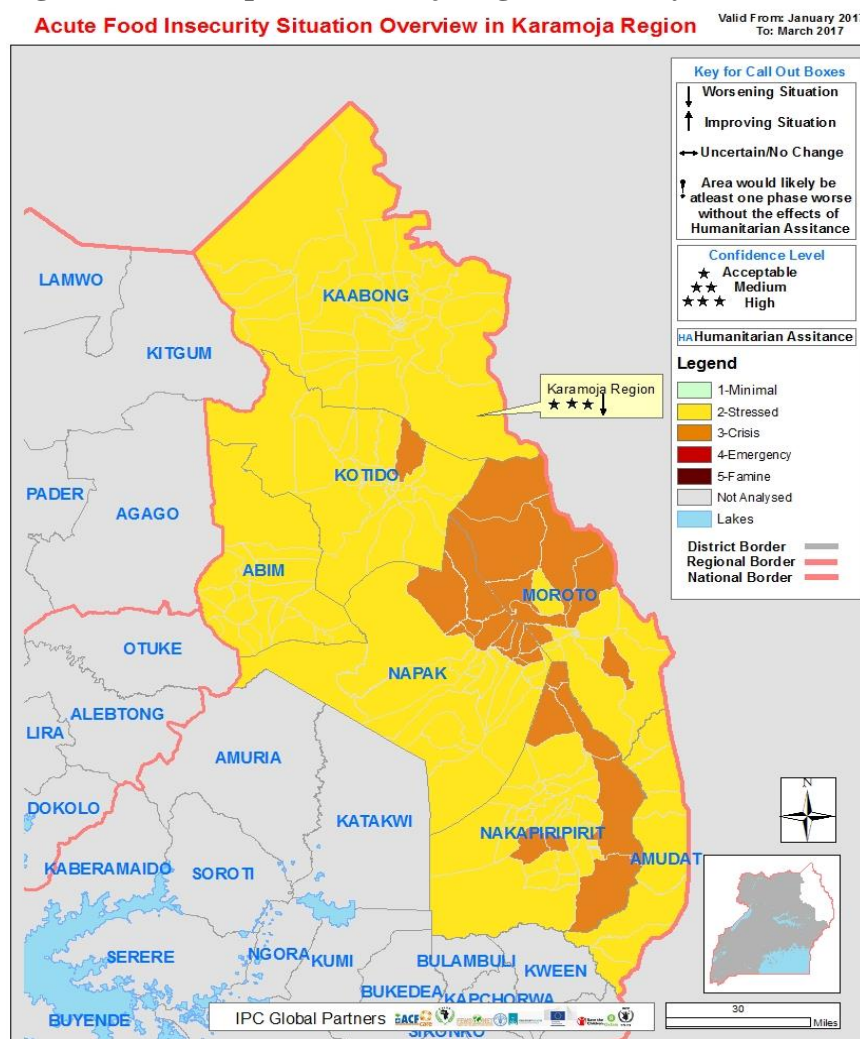 Acute Food Insecurity Situation Overview in Karamoja Region
Valid From: January 2017
To: March 2017
Key for Call Out Boxes
Worsening Situation
Improving Situation
Uncertain/No Change
Area would likely be
atleast one phase worse
without the effects of
Humanitarian Assitance
Confidence Level
Acceptable
Medium
High
HA Humanitarian Assitance
Legend
1-Minimal
2-Stressed
3-Crisis
4-Emergency
5-Famine
Not Analysed
Lakes
District Border
Regional Border
National Border
LAMWO
KAABONG
KITGUM
Karamoja Region
KOTIDO
PADER
AGAGO
ABIM
MOROTO
OTUKE
NAPAK
ALEBTONG
LIRA
AMURIA
DOKOLO
KATAKWI
NAKAPIRIPIRIT
KABERAMAIDO
SOROTI
AMUDAT
N
SERERE
NGORA
KUMI
BULAMBULI
KWEEN
BUKEDEA
KAPCHORWA
BUYENDE
IPC Global Partners
30
Miles